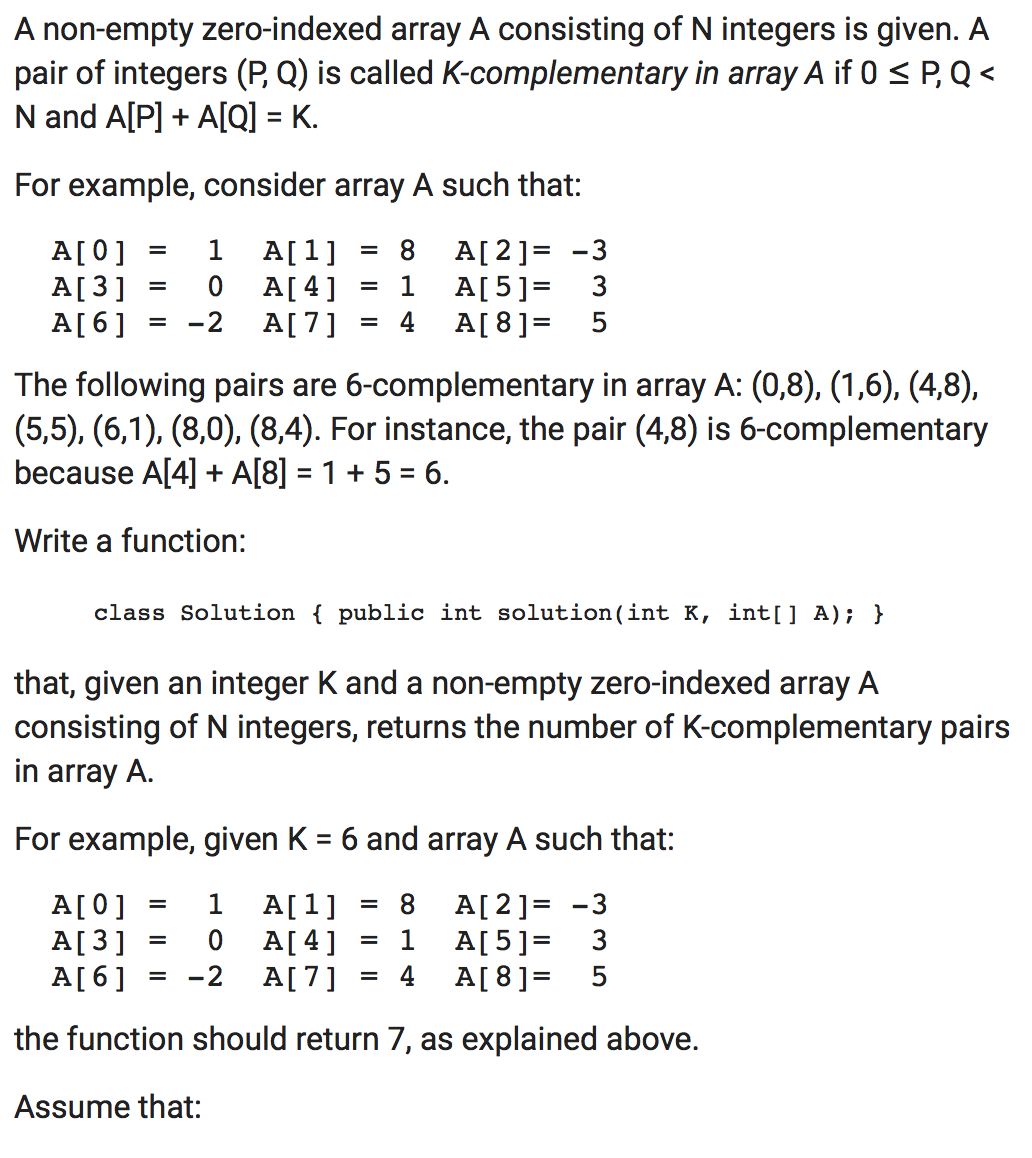 A non-empty zero-indexed array A consisting of N integers is given. A
pair of integers (P, Q) is called K-complementary in array A if 0 ≤ P, Q <
N and A[P] + A[Q] = K.
For example, consider array A such that:
A[0] =   1  A[1] = 8  A[2]= -3
A[3] =   0  A[4] = 1  A[5]=  3
A[6] = -2  A[7] = 4  A[8]=  5
The following pairs are 6-complementary in array A: (0,8), (1,6), (4,8),
(5,5), (6,1), (8,0), (8,4). For instance, the pair (4,8) is 6-complementary
because A[4] + A[8] = 1 + 5 = 6.
Write a function:
class Solution { public int solution(int K, int[] A); }
that, given an integer K and a non-empty zero-indexed array A
consisting of N integers, returns the number of K-complementary pairs
in array A.
For example, given K = 6 and array A such that:
A[0] =   1  A[1] = 8  A[2]= -3
A[3] =   0  A[4] = 1  A[5]=  3
A[6] = -2  A[7] = 4  A[8]=  5
the function should return 7, as explained above.
Assume that: